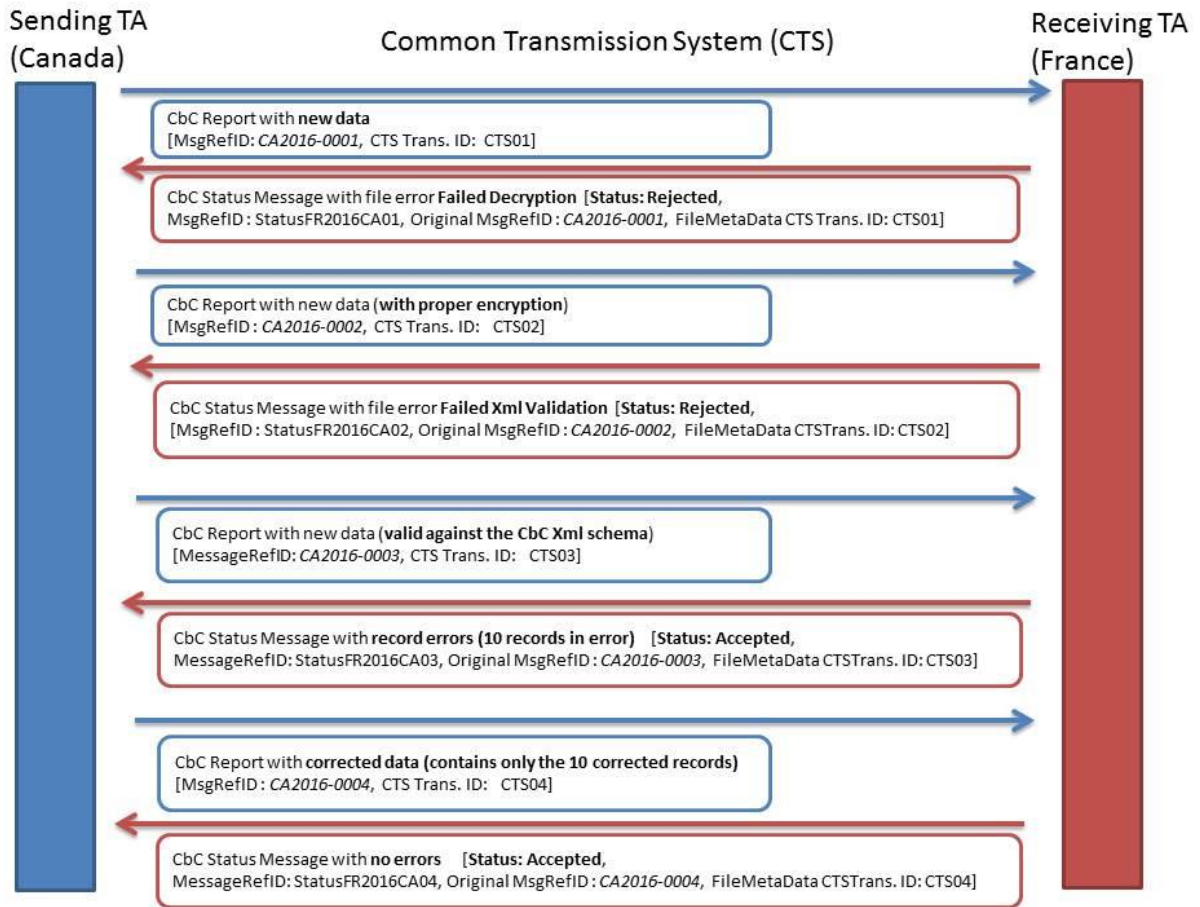 Sending TA
(Canada)
Common Transmission System (CTS)
Receiving TA
(France)
CbC Report with new data
[MsgRefID: CA2016-0001, CTS Trans. ID: CTS01]
CbC Status Message with file error Failed Decryption [Status: Rejected,
MsgRefID: StatusFR2016CA01, Original MsgRefID: CA2016-0001, FileMetaData CTS Trans. ID: CTS01]
CbC Report with new data (with proper encryption)
[MsgRefID: CA2016-0002, CTS Trans. ID: CTS02]
CbC Status Message with file error Failed Xml Validation [Status: Rejected,
[MsgRefID: StatusFR2016CA02, Original MsgRefID: CA2016-0002, FileMetaData CTSTrans. ID: CTS02]
CbC Report with new data (valid against the CbC Xml schema)
[MessageRefID: CA2016-0003, CTS Trans. ID: CTS03]
CbC Status Message with record errors (10 records in error) [Status: Accepted,
MessageRefID: StatusFR2016CA03, Original MsgRefID: CA2016-0003, FileMetaData CTSTrans. ID: CTS03]
CbC Report with corrected data (contains only the 10 corrected records)
[MsgRefID: CA2016-0004, CTS Trans. ID: CTS04]
CbC Status Message with no errors [Status: Accepted,
MessageRefID: StatusFR2016CA04, Original MsgRefID: CA2016-0004, FileMetaData CTSTrans. ID: CTS04]